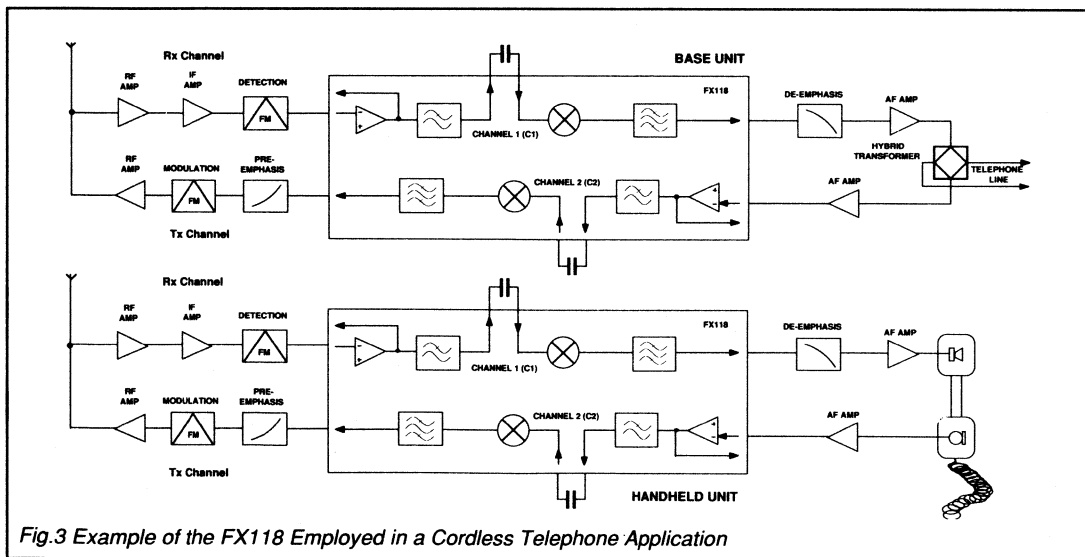 Rx Channel
BASE UNIT
RF
AMP
IF
AMP
DETECTION
FM
CHANNEL 1 (C1)
FX118
DE-EMPHASIS
AF AMP
HYBRID
TRANSFORMER
TELEPHONE
LINE
RF
AMP
MODULATION
FM
PRE-
EMPHASIS
CHANNEL 2 (C2)
AF AMP
Tx Channel
Rx Channel
RF
AMP
IF
AMP
DETECTION
FM
CHANNEL 1 (C1)
FX118
DE-EMPHASIS
AF AMP
RF
AMP
MODULATION
FM
PRE-
EMPHASIS
CHANNEL 2 (C2)
AF AMP
Tx Channel
HANDHELD UNIT
Fig.3 Example of the FX118 Employed in a Cordless Telephone Application